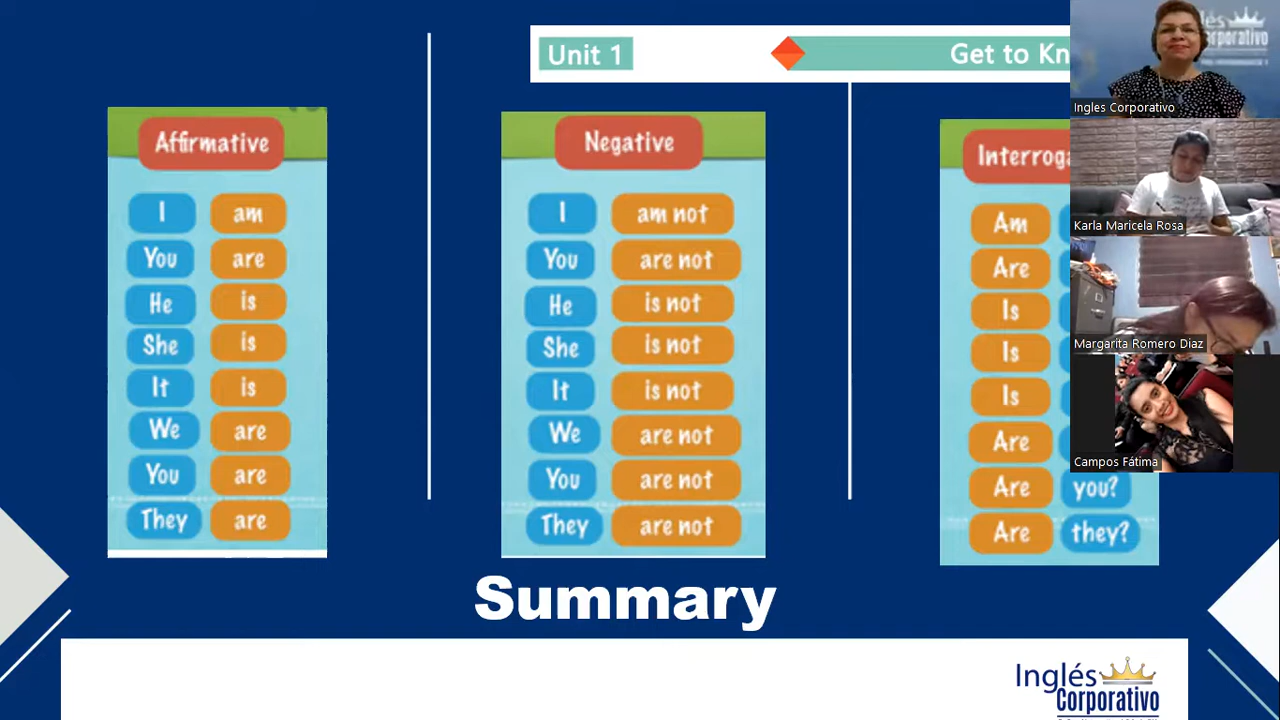 Unit 1
Get to Kn
Affirmative
I am
You are
He is
She is
It is
We are
You are
They are
Negative
I am not
You are not
He is not
She is not
It is not
We are not
You are not
They are not
Interroga
Am
Are
Is
Is
Is
Are
Are you?
Are they?
Summary
Inglés
Corporativo
Ingles Corporativo
Karla Maricela Rosa
Margarita Romero Diaz
Campos Fátima